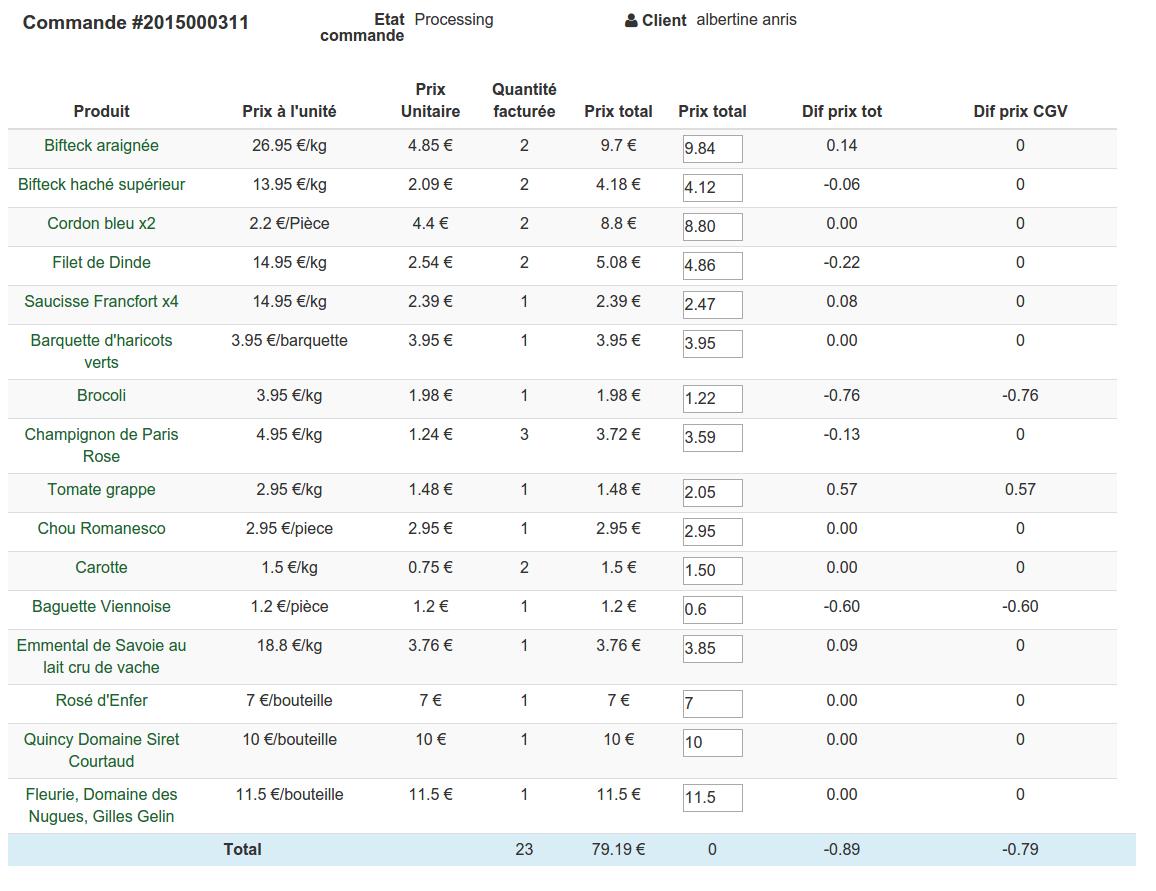 Commande #2015000311 Etat commande Processing Client albertine anris
Produit Prix à l'unité Prix Unitaire Quantité facturée Prix total Prix total Dif prix tot Dif prix CGV
Bifteck araignée 26.95 €/kg 4.85 € 2 9.7 € 9.84 0.14 0
Bifteck haché supérieur 13.95 €/kg 2.09 € 2 4.18 € 4.12 -0.06 0
Cordon bleu x2 2.2 €/Pièce 4.4 € 2 8.8 € 8.80 0.00 0
Filet de Dinde 14.95 €/kg 2.54 € 2 5.08 € 4.86 -0.22 0
Saucisse Francfort x4 14.95 €/kg 2.39 € 1 2.39 € 2.47 0.08 0
Barquette d'haricots verts 3.95 €/barquette 3.95 € 1 3.95 € 3.95 0.00 0
Brocoli 3.95 €/kg 1.98 € 1 1.98 € 1.22 -0.76 -0.76
Champignon de Paris Rose 4.95 €/kg 1.24 € 3 3.72 € 3.59 -0.13 0
Tomate grappe 2.95 €/kg 1.48 € 1 1.48 € 2.05 0.57 0.57
Chou Romanesco 2.95 €/piece 2.95 € 1 2.95 € 2.95 0.00 0
Carotte 1.5 €/kg 0.75 € 2 1.5 € 1.50 0.00 0
Baguette Viennoise 1.2 €/pièce 1.2 € 1 1.2 € 0.6 -0.60 -0.60
Emmental de Savoie au lait cru de vache 18.8 €/kg 3.76 € 1 3.76 € 3.85 0.09 0
Rosé d'Enfer 7 €/bouteille 7 € 1 7 € 7 0.00 0
Quincy Domaine Siret Courtaud 10 €/bouteille 10 € 1 10 € 10 0.00 0
Fleurie, Domaine des Nugues, Gilles Gelin 11.5 €/bouteille 11.5 € 1 11.5 € 11.5 0.00 0
Total 23 79.19 € 0 -0.89 -0.79